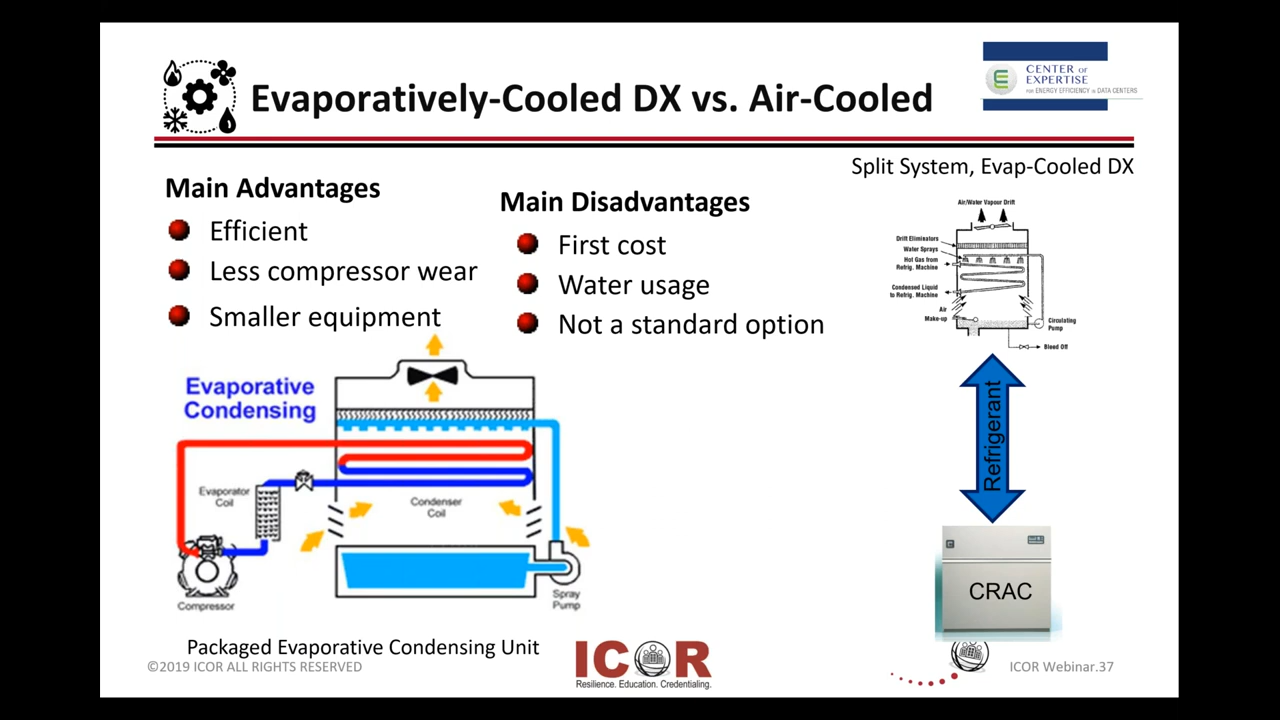 Evaporatively-Cooled DX vs. Air-Cooled
CENTER OF
EXPERTISE
FOR ENERGY EFFICIENCY IN DATA CENTERS
Split System, Evap-Cooled DX
Main Advantages
Efficient
Less compressor wear
Smaller equipment
Main Disadvantages
First cost
Water usage
Not a standard option
Air/Water Vapour Drift
Drift Eliminators
Water Sprays
Hot Gas from
Refrig. Machine
Condensed Liquid
to Refrig. Machine
Air
Make-up
Circulating
Pump
Bleed Off
Evaporative
Condensing
Evaporator
Coil
Condenser
Coil
Compressor
Spray
Pump
Refrigerant
CRAC
Packaged Evaporative Condensing Unit
©2019 ICOR ALL RIGHTS RESERVED
ICOR
Resilience. Education. Credentialing.
ICOR Webinar.37